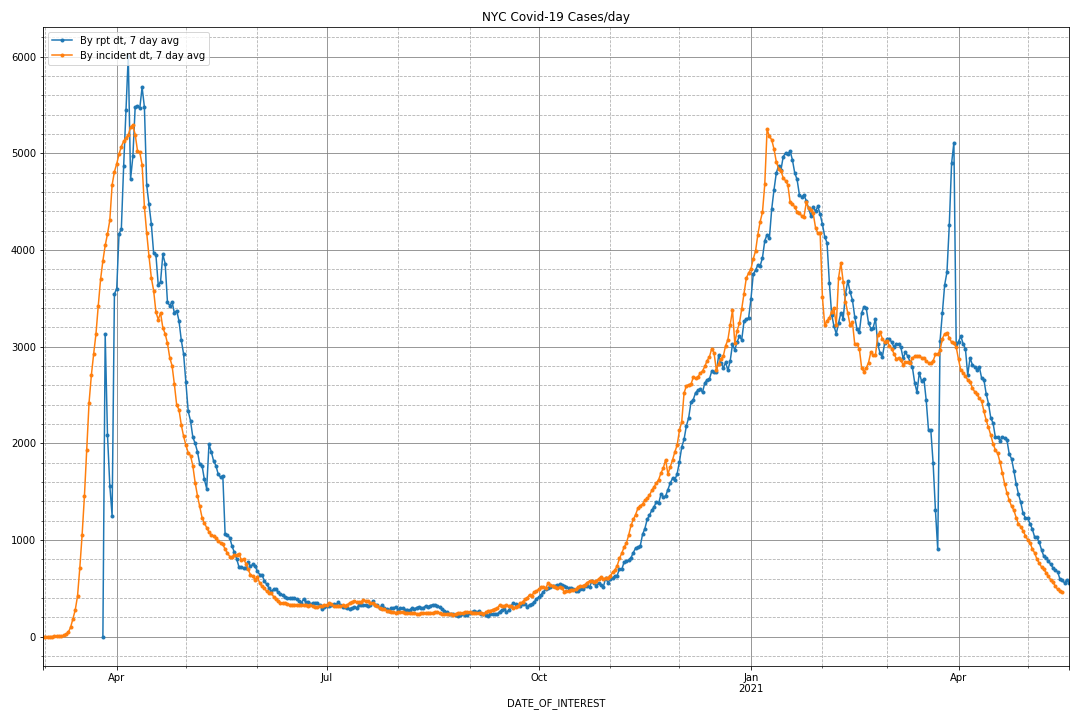 NYC Covid-19 Cases/day
By rpt dt, 7 day avg
By incident dt, 7 day avg
6000
5000
4000
3000
2000
1000
0
Apr
Jul
Oct
Jan
2021
Apr
DATE_OF_INTEREST